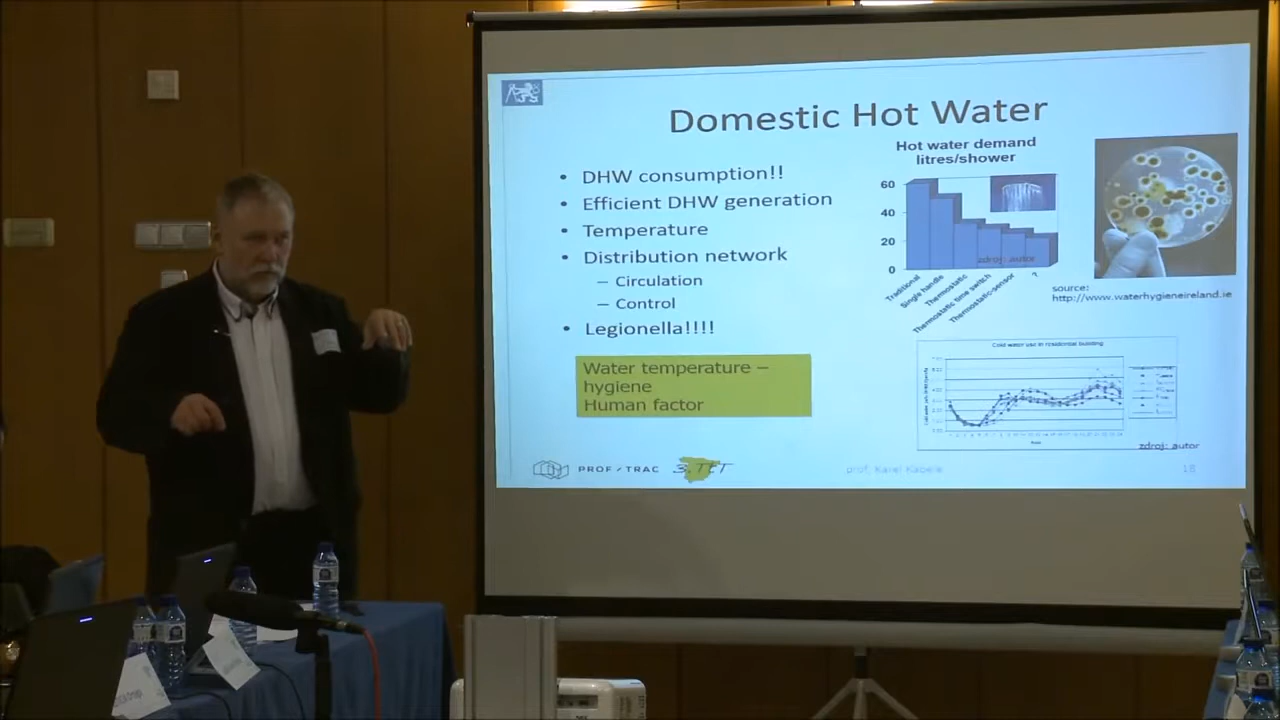 Domestic Hot Water
• DHW consumption!!
• Efficient DHW generation
• Temperature
• Distribution network
– Circulation
– Control
• Legionella!!!!
Water temperature –
hygiene
Human factor
Hot water demand
litres/shower
60
40
20
0
Traditional
Single handle
Thermostatic
Thermostatic time switch
Thermostatic-sensor
?
zdroj: autor
source:
http://www.waterhygieneireland.ie
Cold water use in residential building
zdroj: autor
PROF / TRAC
3.TCT
prof. Karel Kabele
18